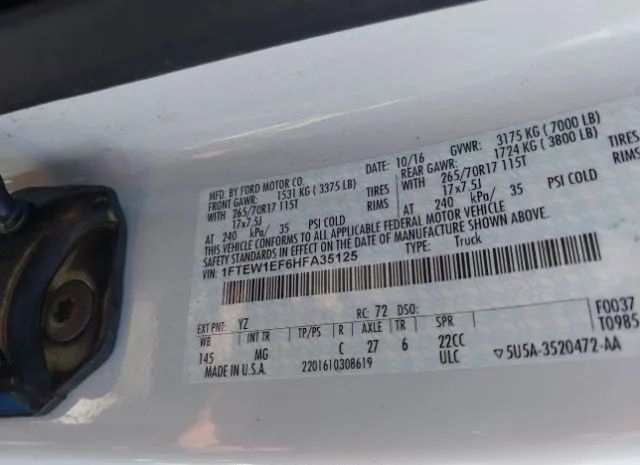 MFD. BY FORD MOTOR CO.
DATE: 10/16 GVWR: 3175 KG ( 7000 LB)
FRONT GAWR: 1531 KG ( 3375 LB) REAR GAWR: 1724 KG ( 3800 LB)
WITH 265/70R17 115T TIRES WITH 265/70R17 115T TIRES
17x7.5J RIMS 17x7.5J RIMS
AT 240 kPa/ 35 PSI COLD AT 240 kPa/ 35 PSI COLD
THIS VEHICLE CONFORMS TO ALL APPLICABLE FEDERAL MOTOR VEHICLE
SAFETY STANDARDS IN EFFECT ON THE DATE OF MANUFACTURE SHOWN ABOVE.
VIN: 1FTEW1EF6HFA35125
TYPE: Truck
EXT PNT: YZ RC: 72 DSO: F0037
WB INT TR TP/PS R AXLE TR SPR T0985
145 MG C 27 6 22CC
ULC
MADE IN U.S.A. 2201610308619 5U5A-3520472-AA